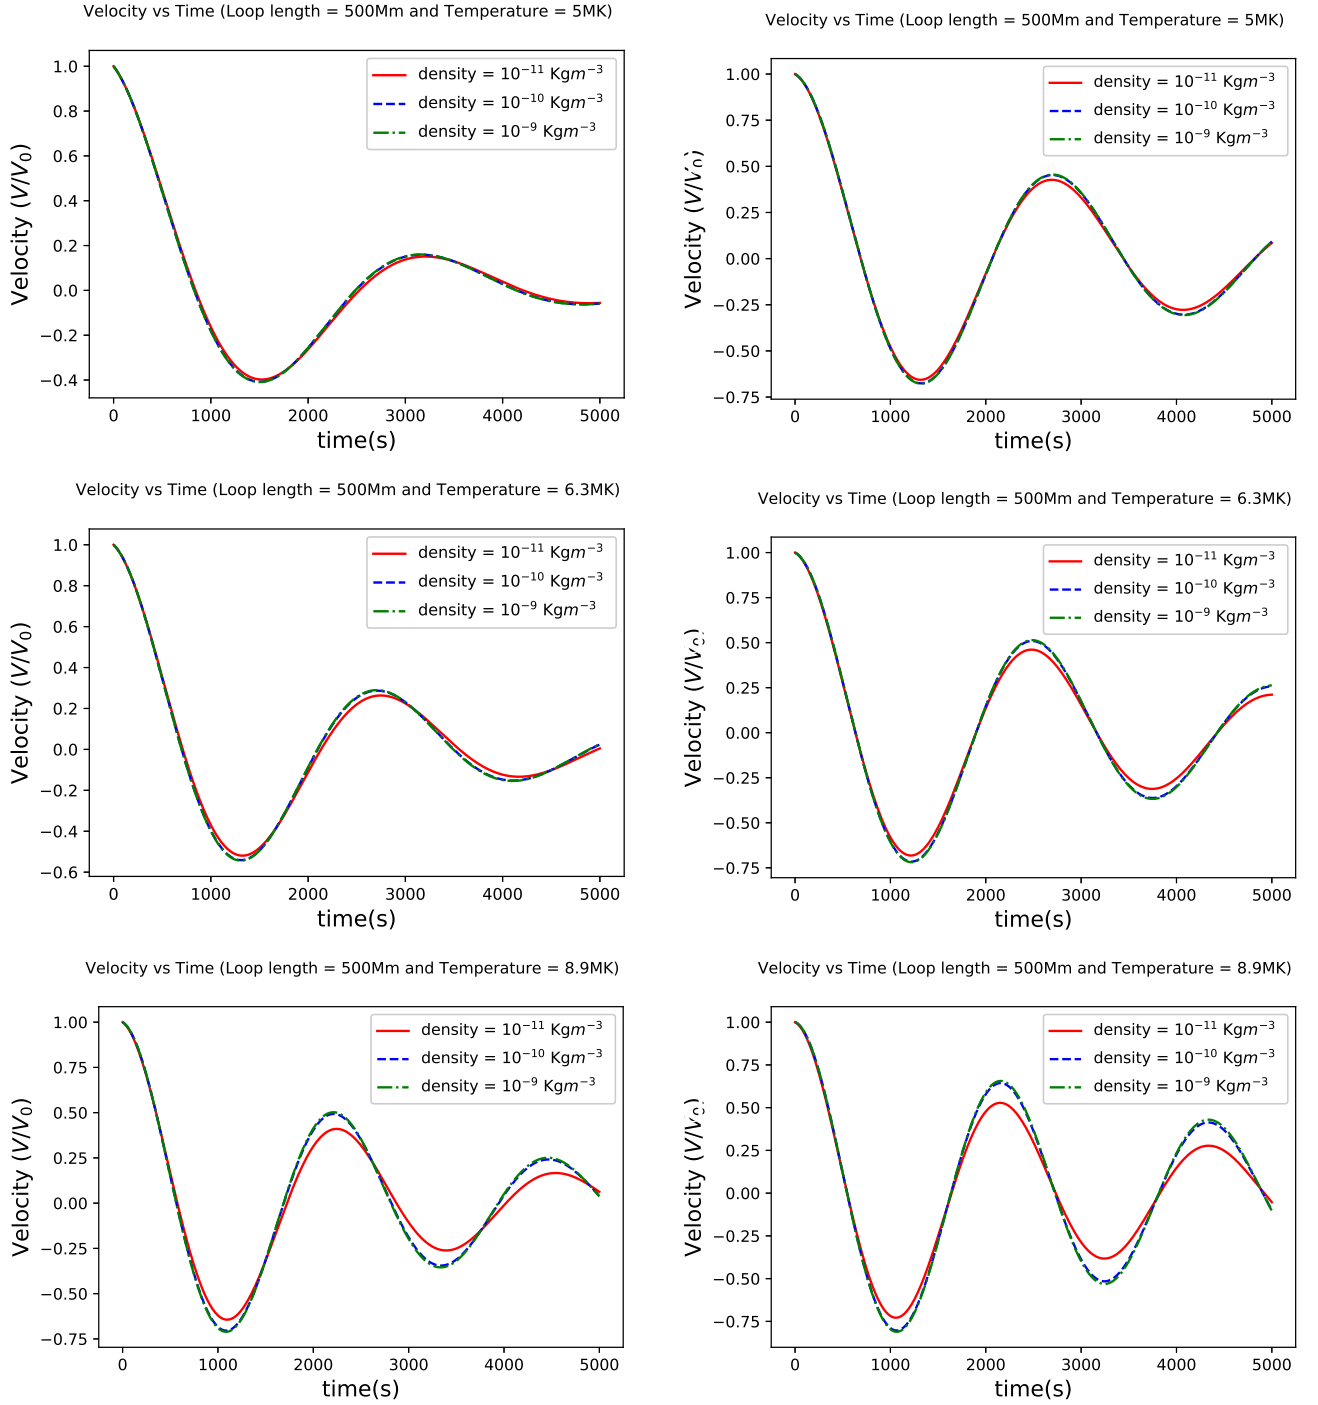 Velocity vs Time (Loop length = 500Mm and Temperature = 5MK)
density = 10⁻¹¹ Kgm⁻³
density = 10⁻¹⁰ Kgm⁻³
density = 10⁻⁹ Kgm⁻³
Velocity (V/V₀)
1.0
0.8
0.6
0.4
0.2
0.0
−0.2
−0.4
0 1000 2000 3000 4000 5000
time(s)
Velocity vs Time (Loop length = 500Mm and Temperature = 5MK)
density = 10⁻¹¹ Kgm⁻³
density = 10⁻¹⁰ Kgm⁻³
density = 10⁻⁹ Kgm⁻³
Velocity (V/V₀)
1.00
0.75
0.50
0.25
0.00
−0.25
−0.50
−0.75
0 1000 2000 3000 4000 5000
time(s)
Velocity vs Time (Loop length = 500Mm and Temperature = 6.3MK)
density = 10⁻¹¹ Kgm⁻³
density = 10⁻¹⁰ Kgm⁻³
density = 10⁻⁹ Kgm⁻³
Velocity (V/V₀)
1.0
0.8
0.6
0.4
0.2
0.0
−0.2
−0.4
−0.6
0 1000 2000 3000 4000 5000
time(s)
Velocity vs Time (Loop length = 500Mm and Temperature = 6.3MK)
density = 10⁻¹¹ Kgm⁻³
density = 10⁻¹⁰ Kgm⁻³
density = 10⁻⁹ Kgm⁻³
Velocity (V/V₀)
1.00
0.75
0.50
0.25
0.00
−0.25
−0.50
−0.75
0 1000 2000 3000 4000 5000
time(s)
Velocity vs Time (Loop length = 500Mm and Temperature = 8.9MK)
density = 10⁻¹¹ Kgm⁻³
density = 10⁻¹⁰ Kgm⁻³
density = 10⁻⁹ Kgm⁻³
Velocity (V/V₀)
1.00
0.75
0.50
0.25
0.00
−0.25
−0.50
−0.75
0 1000 2000 3000 4000 5000
time(s)
Velocity vs Time (Loop length = 500Mm and Temperature = 8.9MK)
density = 10⁻¹¹ Kgm⁻³
density = 10⁻¹⁰ Kgm⁻³
density = 10⁻⁹ Kgm⁻³
Velocity (V/V₀)
1.00
0.75
0.50
0.25
0.00
−0.25
−0.50
−0.75
0 1000 2000 3000 4000 5000
time(s)